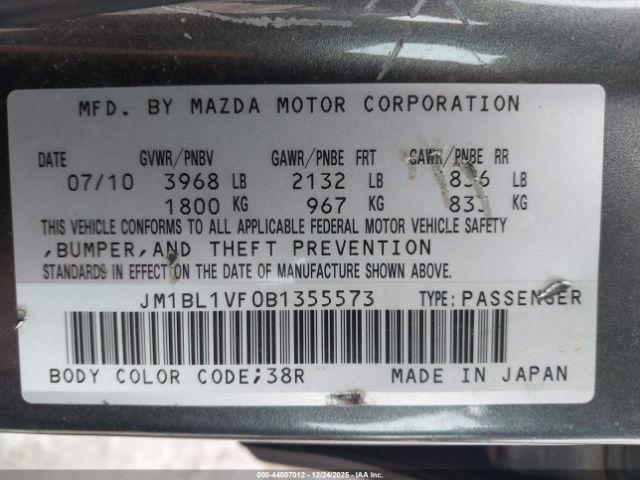 MFD. BY MAZDA MOTOR CORPORATION
DATE GVWR/PNBV GAWR/PNBE FRT GAWR/PNBE RR
07/10 3968 LB 2132 LB LB
1800 KG 967 KG KG
THIS VEHICLE CONFORMS TO ALL APPLICABLE FEDERAL MOTOR VEHICLE SAFETY
,BUMPER,AND THEFT PREVENTION
STANDARDS IN EFFECT ON THE DATE OF MANUFACTURE SHOWN ABOVE.
JM1BL1VF0B1355573 TYPE: PASSENGER
BODY COLOR CODE;38R MADE IN JAPAN
000-44007012 - 12/24/2025 - IAA Inc.